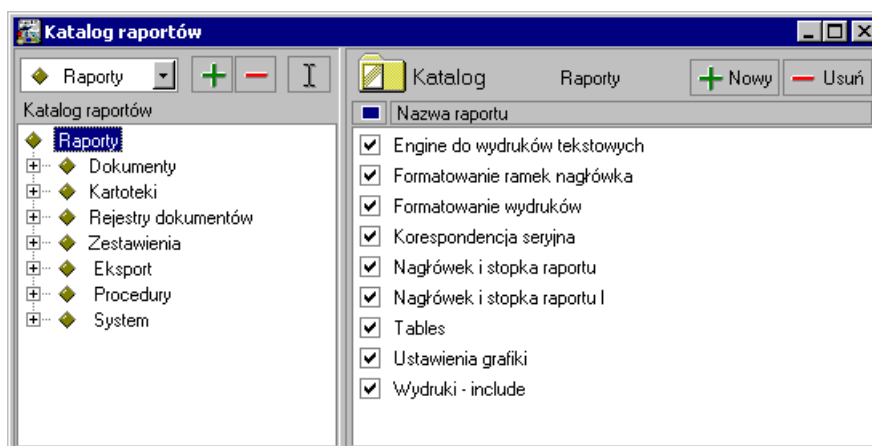 Katalog raportów
Raporty
Katalog raportów
Raporty
Dokumenty
Kartoteki
Rejestry dokumentów
Zestawienia
Eksport
Procedury
System
Katalog Raporty Nowy Usuń
Nazwa raportu
Engine do wydruków tekstowych
Formatowanie ramek nagłówka
Formatowanie wydruków
Korespondencja seryjna
Nagłówek i stopka raportu
Nagłówek i stopka raportu I
Tables
Ustawienia grafiki
Wydruki - include